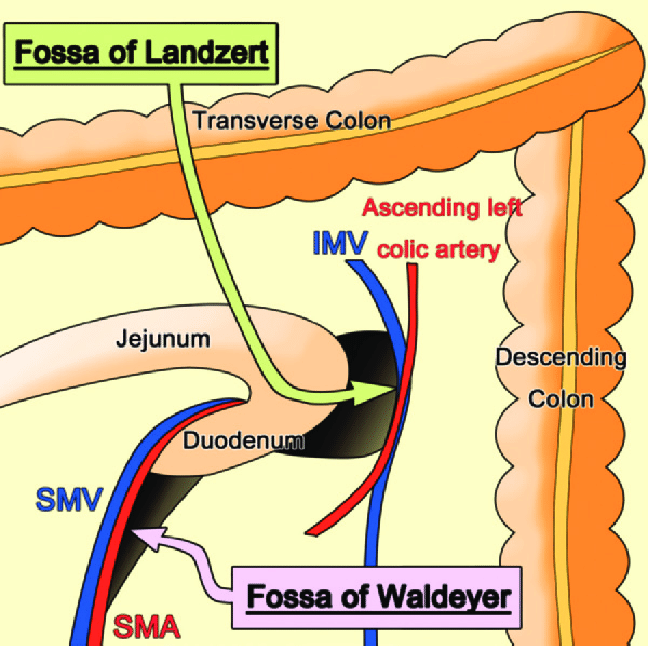 Fossa of Landzert
Transverse Colon
Ascending left
IMV colic artery
Jejunum
Descending
Colon
Duodenum
SMV
Fossa of Waldeyer
SMA